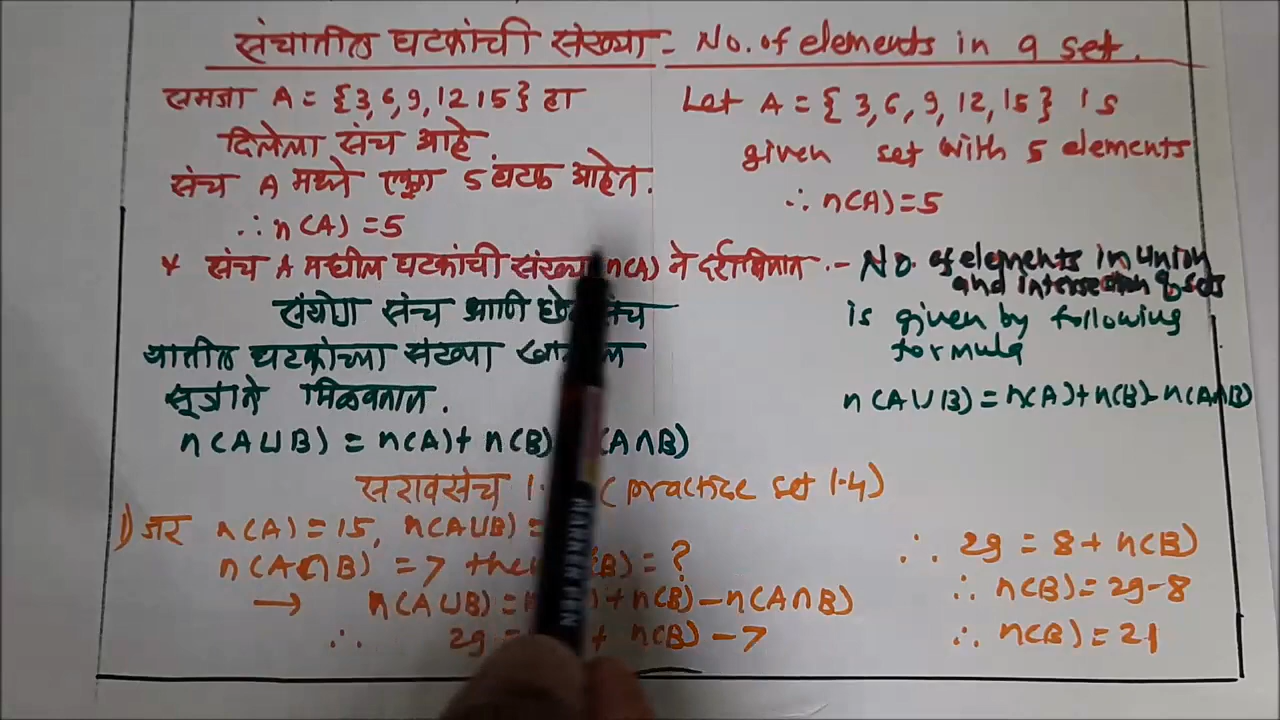 संचातील घटकांची संख्या - No. of elements in a set.
समजा A = {3,6,9,12 15} हा
दिलेला संच आहे
संच A मध्ये एकूण 5 घटक आहेत.
∴ n(A) = 5
Let A = { 3, 6, 9, 12, 15} is
given set with 5 elements
∴ n(A) = 5
* संच A मधील घटकांची संख्या n(A) ने दर्शवितात .-
संयोग संच आणि संच
यातील घटकांच्या संख्या
सूत्राने मिळवतात.
n(A∪B) = n(A)+ n(B) (A∩B)
No. of elements in Union
and intersection of sets
is given by following
formula
n(A∪B) = n(A)+n(B)-n(A∩B)
सरावसंच 1. (practice set 1.4)
1) जर n(A) = 15, n(A∪B) =
n(A∩B) = 7 then (B) = ?
→ n(A∪B) = + n(B) - n(A∩B)
∴ 29 = + n(B) - 7
∴ 29 = 8 + n(B)
∴ n(B) = 29-8
∴ n(B) = 21